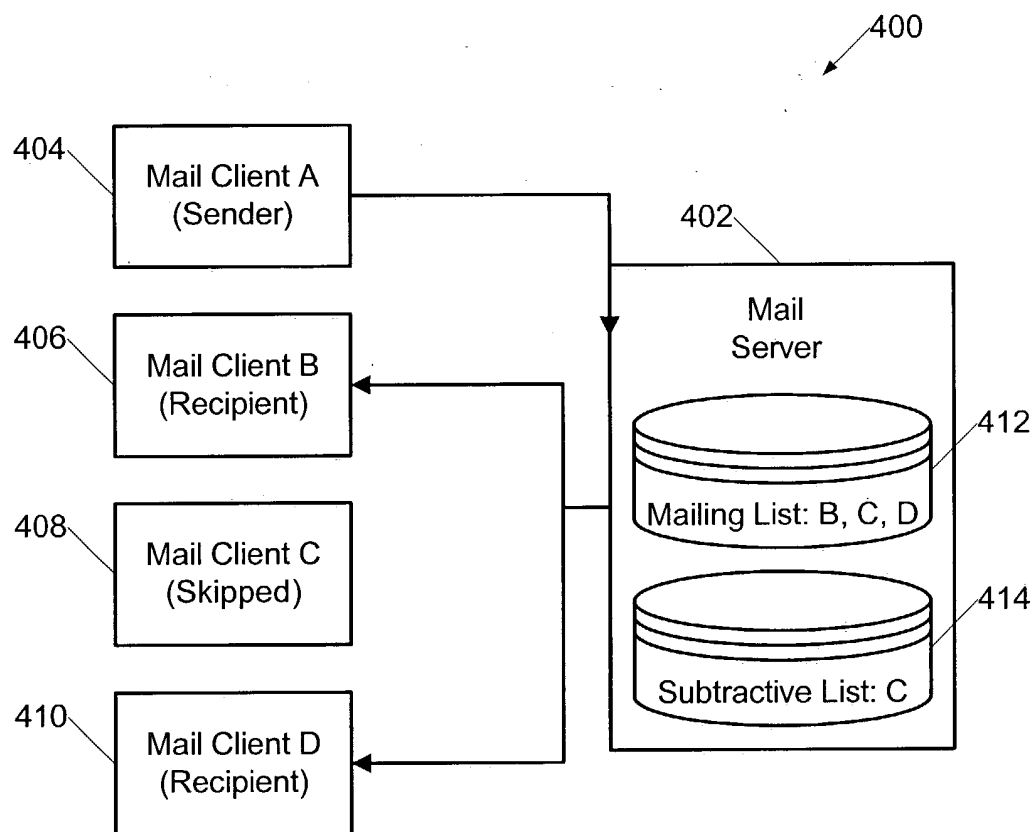 400
404
Mail Client A
(Sender)
402
Mail
Server
406
Mail Client B
(Recipient)
412
Mailing List: B, C, D
408
Mail Client C
(Skipped)
414
Subtractive List: C
410
Mail Client D
(Recipient)